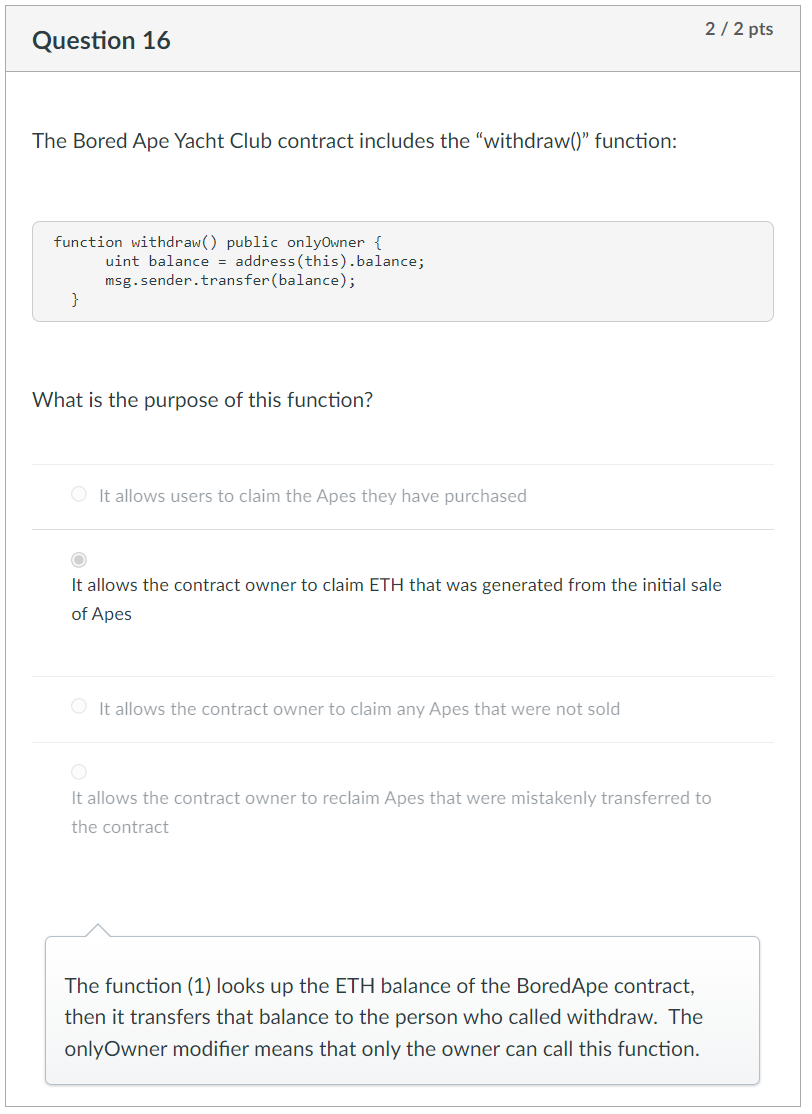 Question 16
2 / 2 pts
The Bored Ape Yacht Club contract includes the “withdraw()” function:
function withdraw() public onlyOwner {
uint balance = address(this).balance;
msg.sender.transfer(balance);
}
What is the purpose of this function?
It allows users to claim the Apes they have purchased
It allows the contract owner to claim ETH that was generated from the initial sale
of Apes
It allows the contract owner to claim any Apes that were not sold
It allows the contract owner to reclaim Apes that were mistakenly transferred to
the contract
The function (1) looks up the ETH balance of the BoredApe contract,
then it transfers that balance to the person who called withdraw.  The
onlyOwner modifier means that only the owner can call this function.